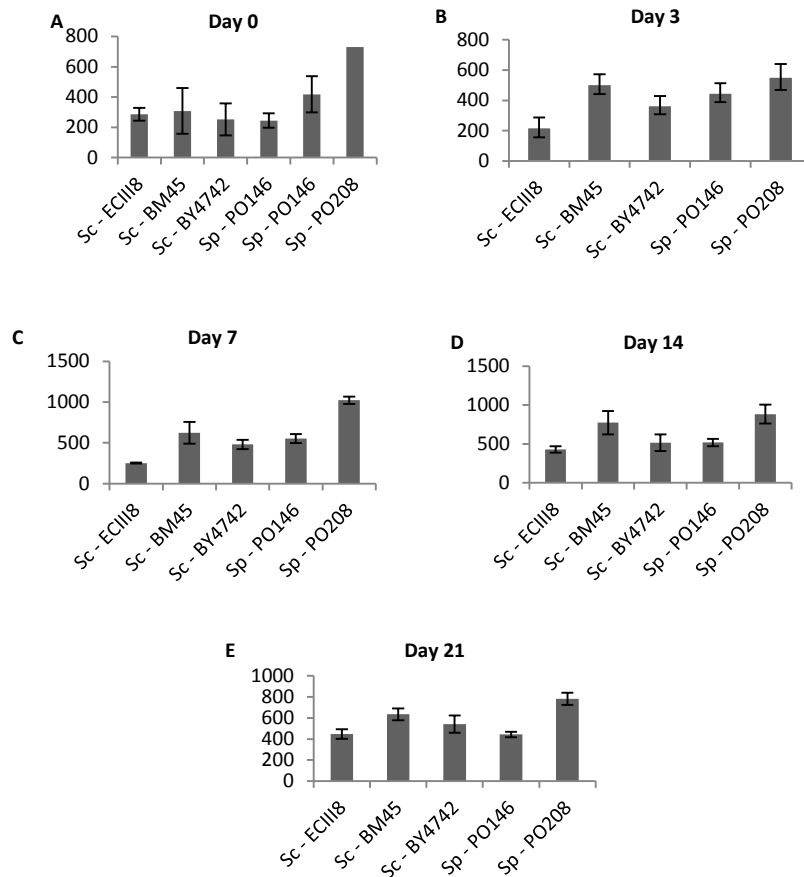 A
Day 0
800
600
400
200
0
Sc - ECIII8
Sc - BM45
Sc - BY4742
Sp - PO146
Sp - PO146
Sp - PO208
B
Day 3
800
600
400
200
0
Sc - ECIII8
Sc - BM45
Sc - BY4742
Sp - PO146
Sp - PO208
C
Day 7
1500
1000
500
0
Sc - ECIII8
Sc - BM45
Sc - BY4742
Sp - PO146
Sp - PO208
D
Day 14
1500
1000
500
0
Sc - ECIII8
Sc - BM45
Sc - BY4742
Sp - PO146
Sp - PO208
E
Day 21
1000
800
600
400
200
0
Sc - ECIII8
Sc - BM45
Sc - BY4742
Sp - PO146
Sp - PO208